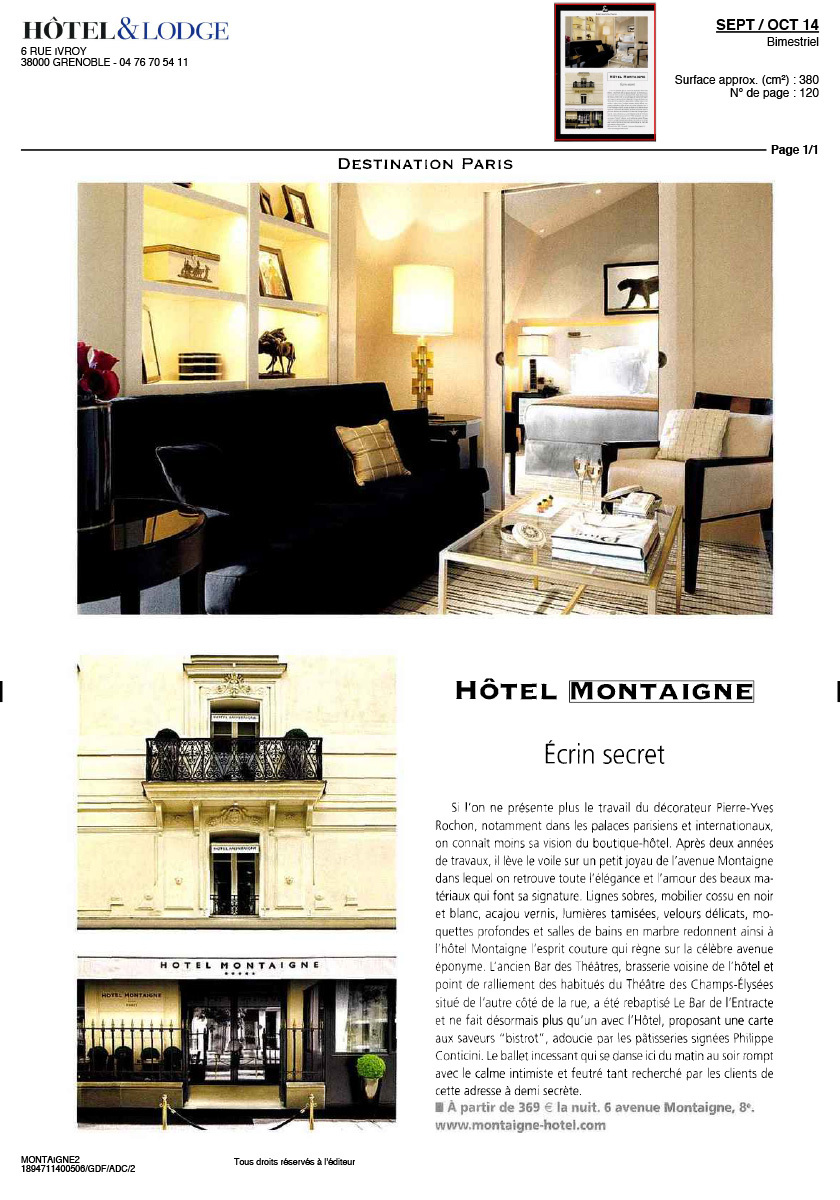 HÔTEL&LODGE
6 RUE IVROY
38000 GRENOBLE - 04 76 70 54 11
SEPT / OCT 14
Bimestriel
Surface approx. (cm²) : 380
N° de page : 120
Page 1/1
DESTINATION PARIS
HÔTEL MONTAIGNE
Écrin secret
Si l'on ne présente plus le travail du décorateur Pierre-Yves
Rochon, notamment dans les palaces parisiens et internationaux,
on connaît moins sa vision du boutique-hôtel. Après deux années
de travaux, il lève le voile sur un petit joyau de l'avenue Montaigne
dans lequel on retrouve toute l'élégance et l'amour des beaux ma-
tériaux qui font sa signature. Lignes sobres, mobilier cossu en noir
et blanc, acajou vernis, lumières tamisées, velours délicats, mo-
quettes profondes et salles de bains en marbre redonnent ainsi à
l'hôtel Montaigne l'esprit couture qui règne sur la célèbre avenue
éponyme. L'ancien Bar des Théâtres, brasserie voisine de l'hôtel et
point de ralliement des habitués du Théâtre des Champs-Élysées
situé de l'autre côté de la rue, a été rebaptisé Le Bar de l'Entracte
et ne fait désormais plus qu'un avec l'Hôtel, proposant une carte
aux saveurs "bistrot", adoucie par les pâtisseries signées Philippe
Conticini. Le ballet incessant qui se danse ici du matin au soir rompt
avec le calme intimiste et feutré tant recherché par les clients de
cette adresse à demi secrète.
■ À partir de 369 € la nuit. 6 avenue Montaigne, 8e.
www.montaigne-hotel.com
HOTEL MONTAIGNE
HOTEL MONTAIGNE
HOTEL MONTAIGNE
HOTEL MONTAIGNE
MONTAIGNE2
1894711400506/GDF/ADC/2
Tous droits réservés à l'éditeur